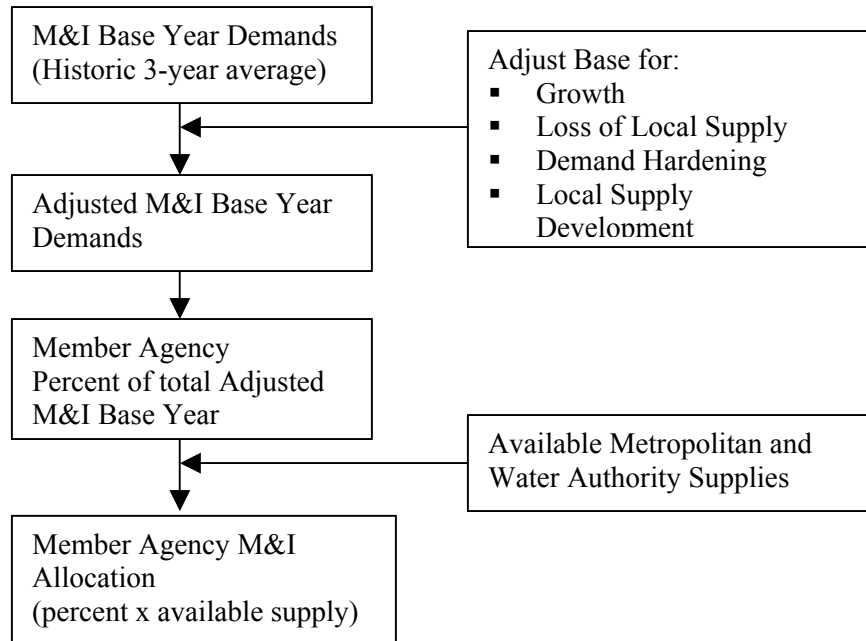 M&I Base Year Demands
(Historic 3-year average)
Adjust Base for:
▪ Growth
▪ Loss of Local Supply
▪ Demand Hardening
▪ Local Supply
Development
Adjusted M&I Base Year
Demands
Member Agency
Percent of total Adjusted
M&I Base Year
Available Metropolitan and
Water Authority Supplies
Member Agency M&I
Allocation
(percent x available supply)